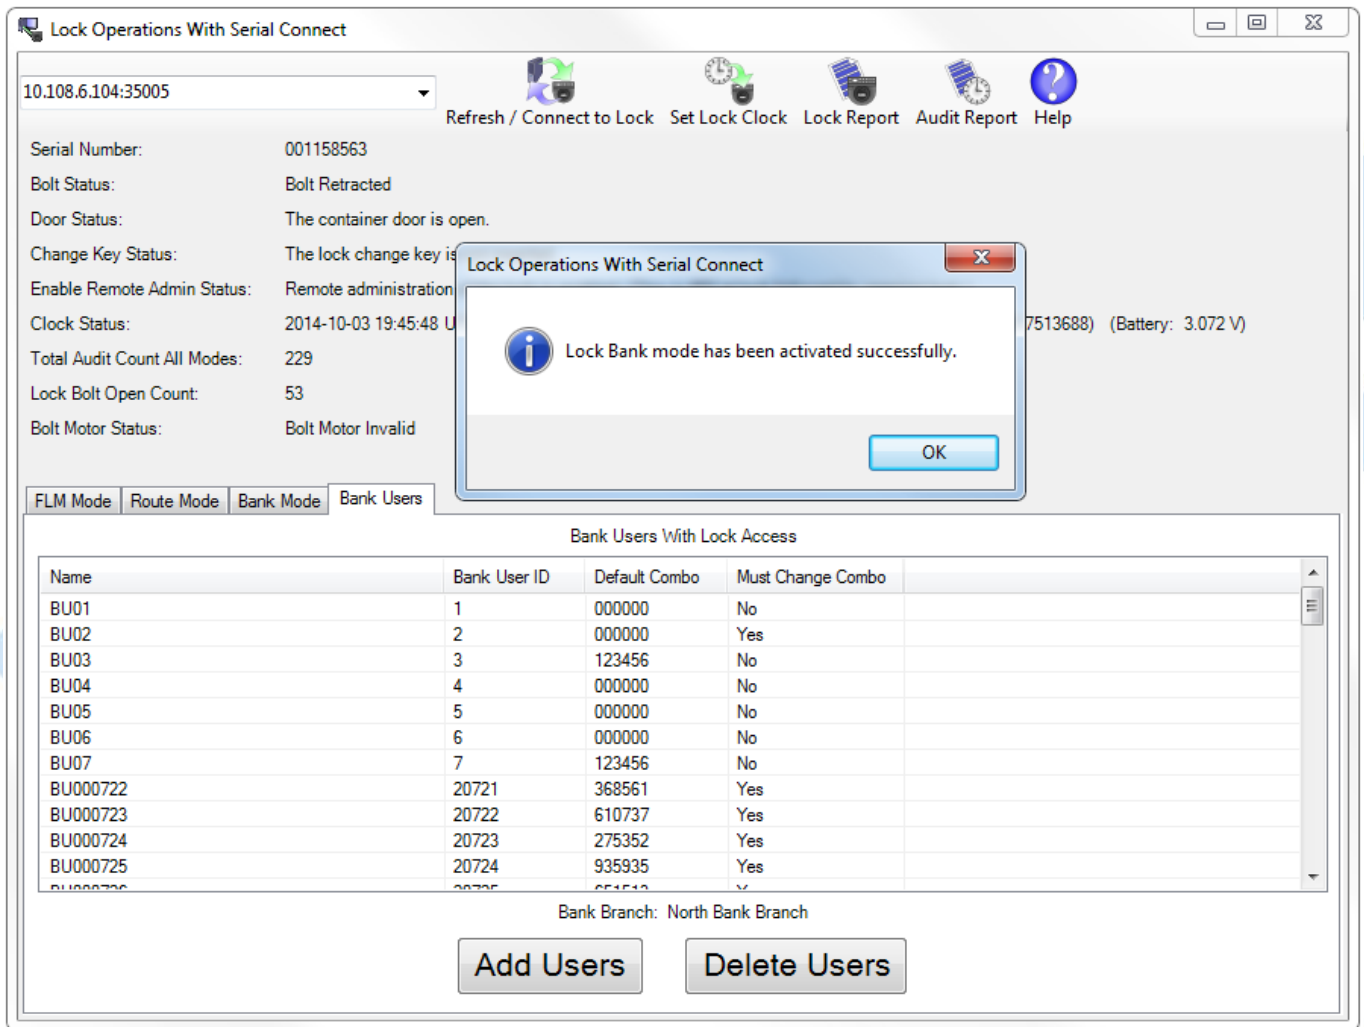 Lock Operations With Serial Connect
10.108.6.104:35005
Refresh / Connect to Lock Set Lock Clock Lock Report Audit Report Help
Serial Number: 001158563
Bolt Status: Bolt Retracted
Door Status: The container door is open.
Change Key Status: The lock change key is
Enable Remote Admin Status: Remote administration
Clock Status: 2014-10-03 19:45:48 U 7513688) (Battery: 3.072 V)
Total Audit Count All Modes: 229
Lock Bolt Open Count: 53
Bolt Motor Status: Bolt Motor Invalid
Lock Operations With Serial Connect
Lock Bank mode has been activated successfully.
OK
FLM Mode Route Mode Bank Mode Bank Users
Bank Users With Lock Access
Name Bank User ID Default Combo Must Change Combo
BU01 1 000000 No
BU02 2 000000 Yes
BU03 3 123456 No
BU04 4 000000 No
BU05 5 000000 No
BU06 6 000000 No
BU07 7 123456 No
BU000722 20721 368561 Yes
BU000723 20722 610737 Yes
BU000724 20723 275352 Yes
BU000725 20724 935935 Yes
Bank Branch: North Bank Branch
Add Users Delete Users